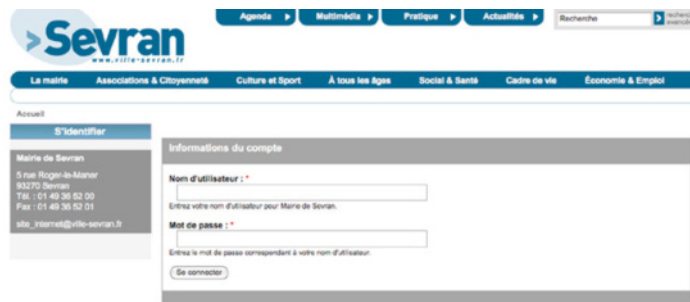 Agenda
Multimédia
Pratique
Actualités
Recherche
recherche
avancée
Sevran
www.ville-sevran.fr
La mairie
Associations & Citoyenneté
Culture et Sport
À tous les âges
Social & Santé
Cadre de vie
Économie & Emploi
Accueil
S'identifier
Mairie de Sevran
5 rue Roger-le-Maner
93270 Sevran
Tél. : 01 49 36 52 00
Fax : 01 49 36 52 01
site_internet@ville-sevran.fr
Informations du compte
Nom d'utilisateur : *
Entrez votre nom d'utilisateur pour Mairie de Sevran.
Mot de passe : *
Entrez le mot de passe correspondant à votre nom d'utilisateur.
Se connecter